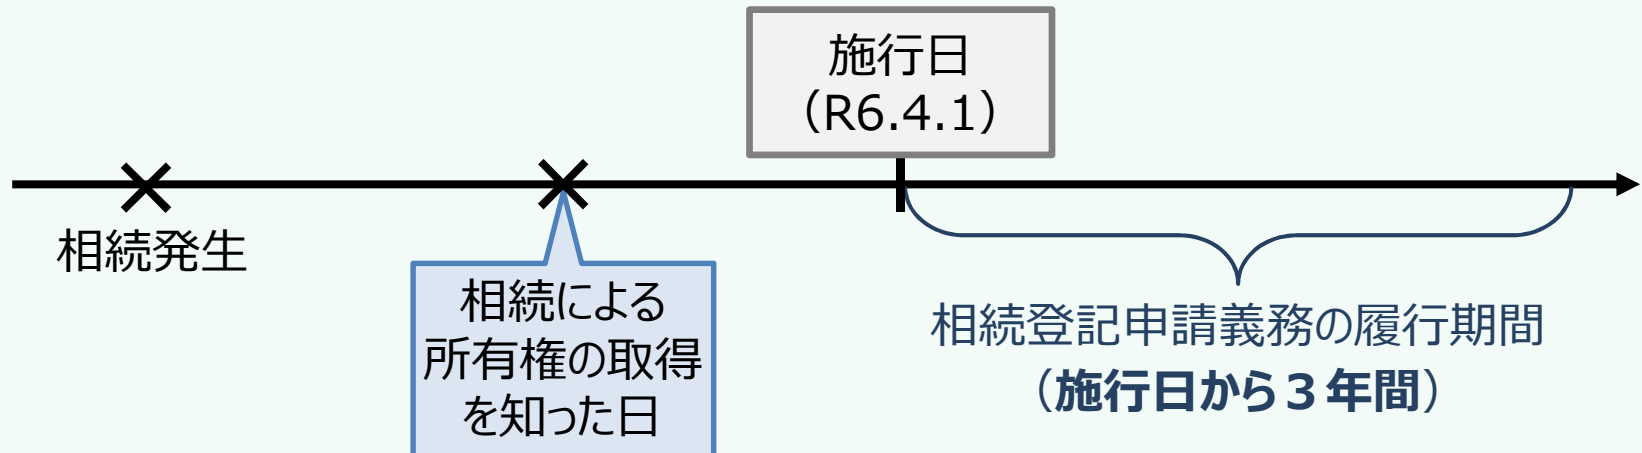 施行日
（R6.4.1）
相続発生
相続による
所有権の取得
を知った日
相続登記申請義務の履行期間
（施行日から３年間）